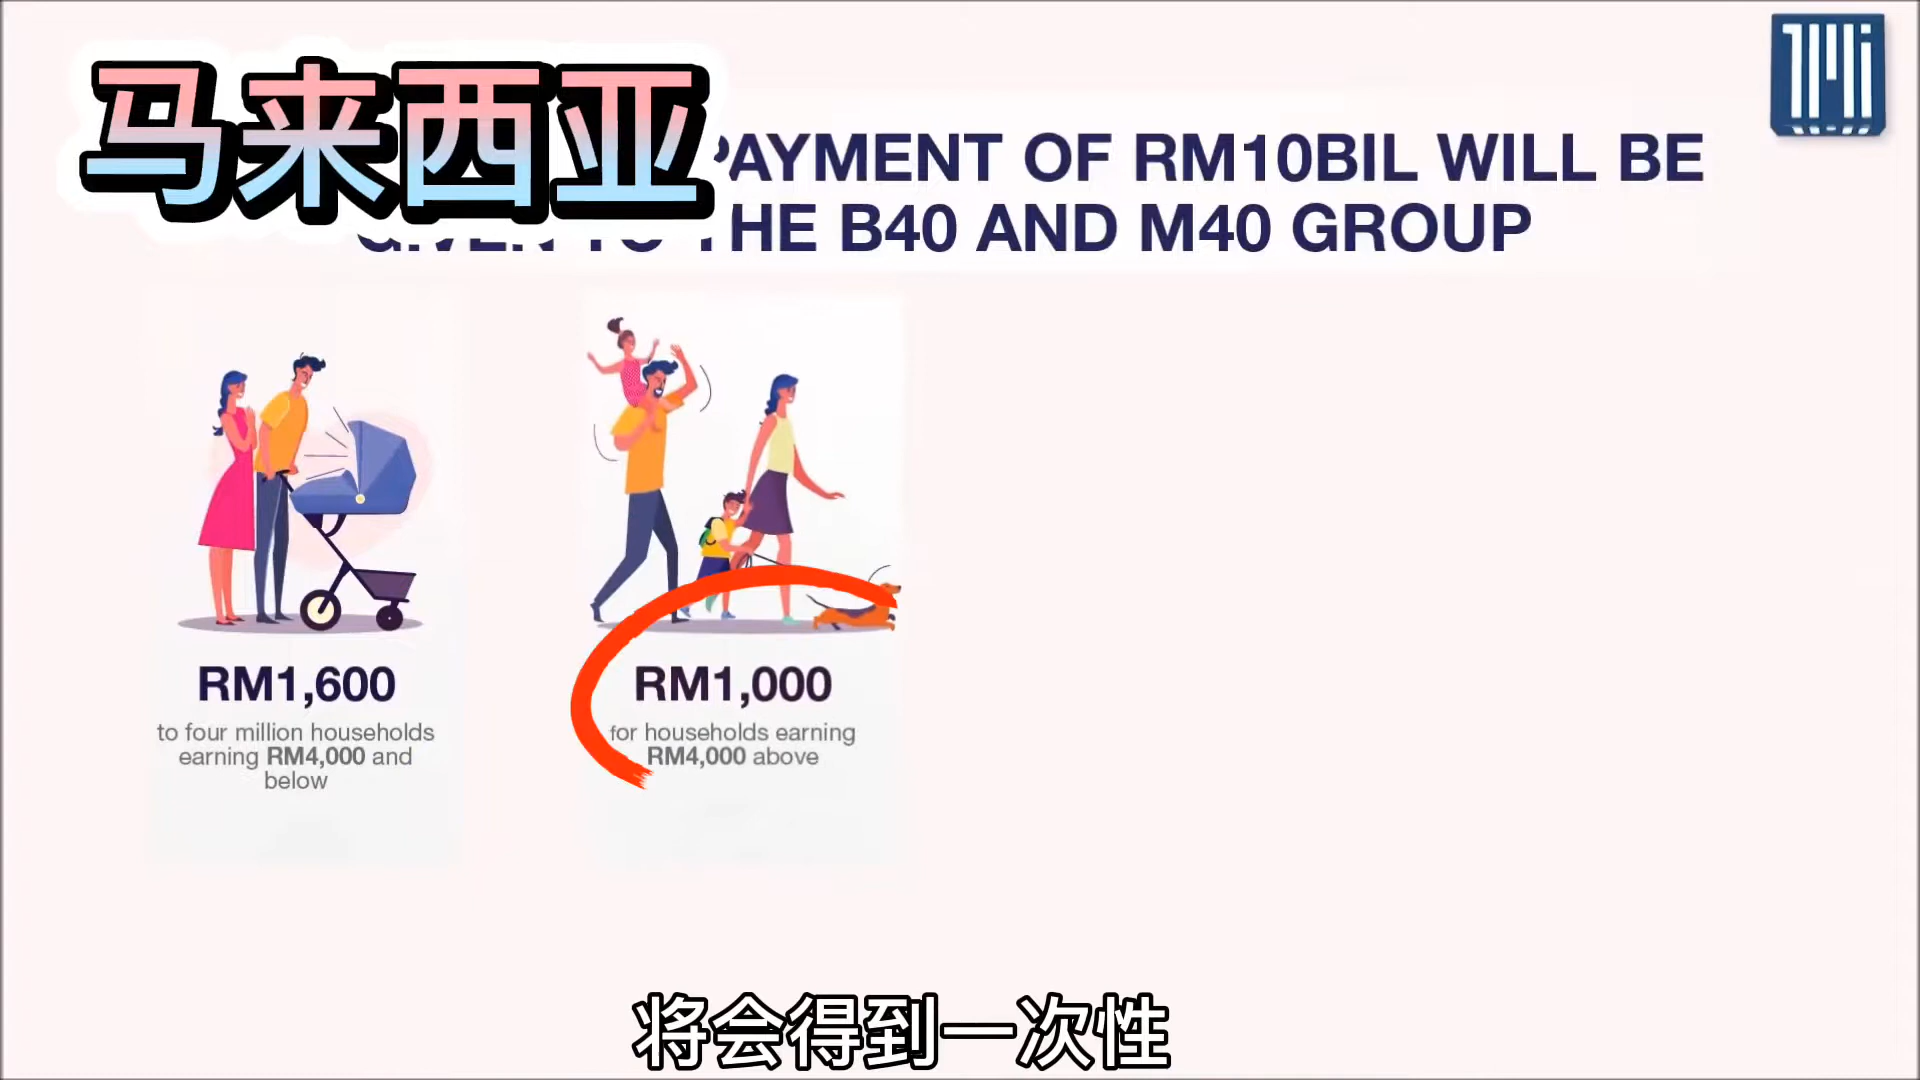 马来西亚
PAYMENT OF RM10BIL WILL BE
GIVEN TO THE B40 AND M40 GROUP
RM1,600
to four million households
earning RM4,000 and
below
RM1,000
for households earning
RM4,000 above
将会得到一次性